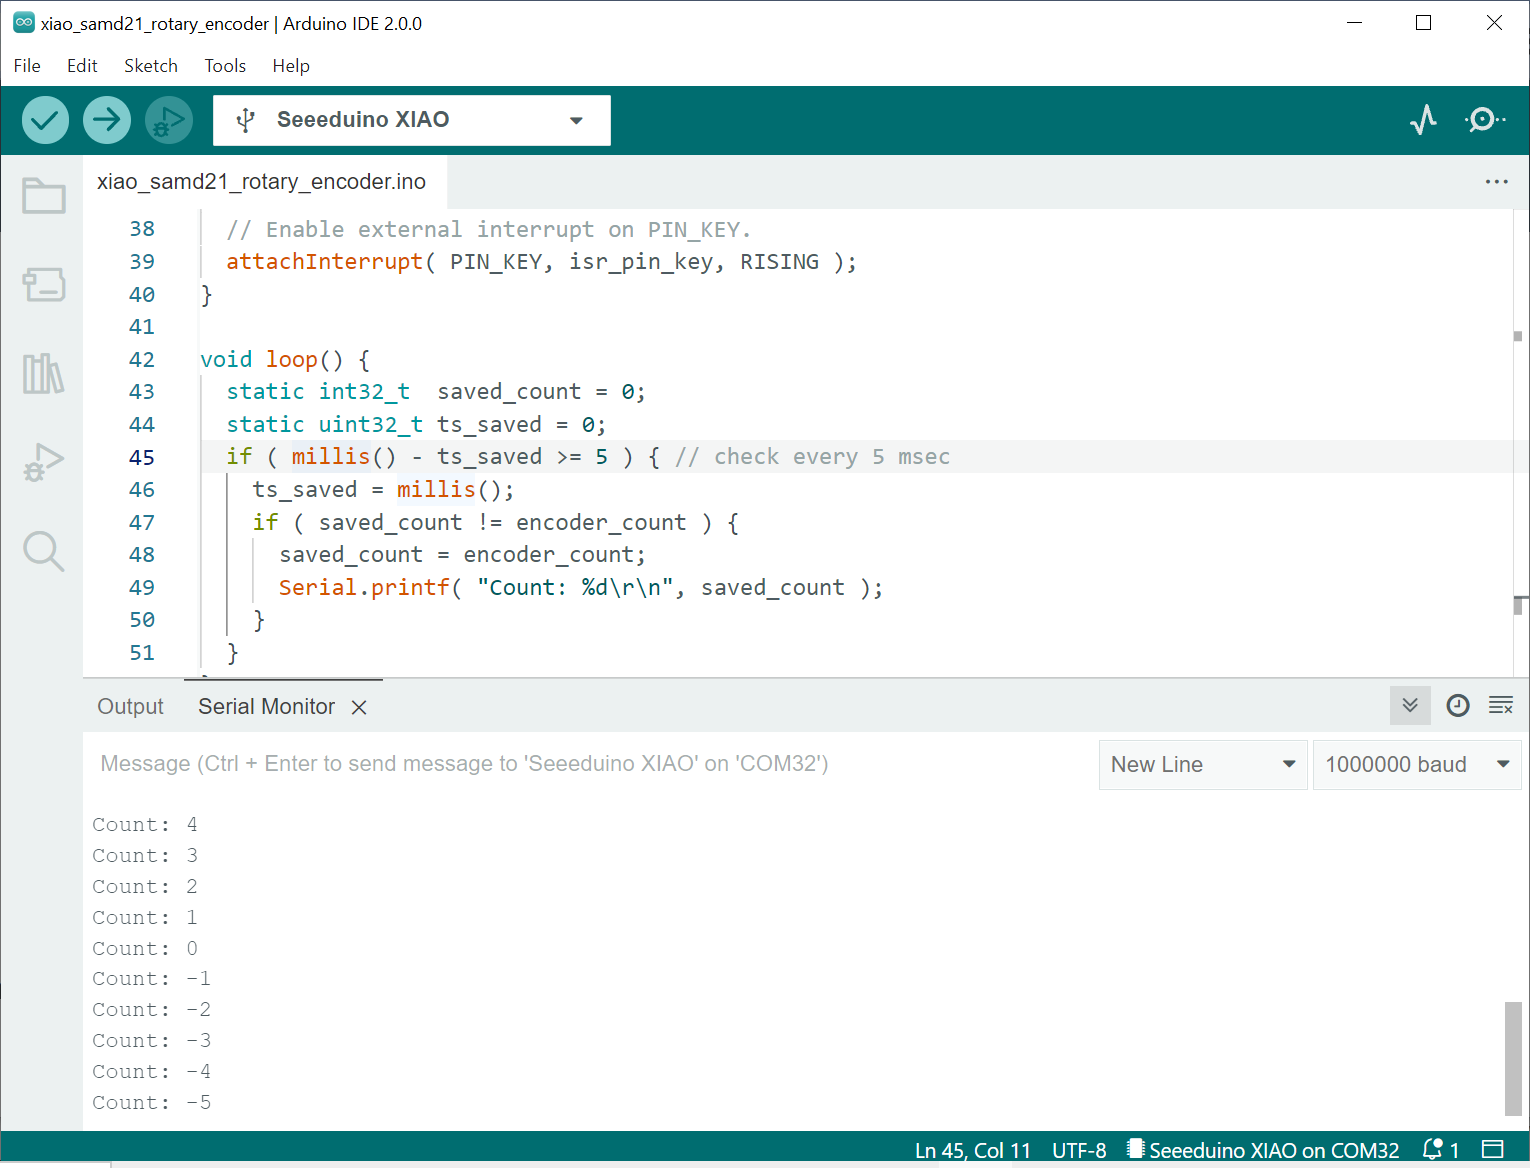 xiao_samd21_rotary_encoder | Arduino IDE 2.0.0
File Edit Sketch Tools Help
Seeeduino XIAO
xiao_samd21_rotary_encoder.ino
38 // Enable external interrupt on PIN_KEY.
39 attachInterrupt( PIN_KEY, isr_pin_key, RISING );
40 }
41
42 void loop() {
43 static int32_t  saved_count = 0;
44 static uint32_t ts_saved = 0;
45 if ( millis() - ts_saved >= 5 ) { // check every 5 msec
46 ts_saved = millis();
47 if ( saved_count != encoder_count ) {
48 saved_count = encoder_count;
49 Serial.printf( "Count: %d\r\n", saved_count );
50 }
51 }
Output Serial Monitor
Message (Ctrl + Enter to send message to 'Seeeduino XIAO' on 'COM32') New Line 1000000 baud
Count: 4
Count: 3
Count: 2
Count: 1
Count: 0
Count: -1
Count: -2
Count: -3
Count: -4
Count: -5
Ln 45, Col 11 UTF-8 Seeeduino XIAO on COM32 1